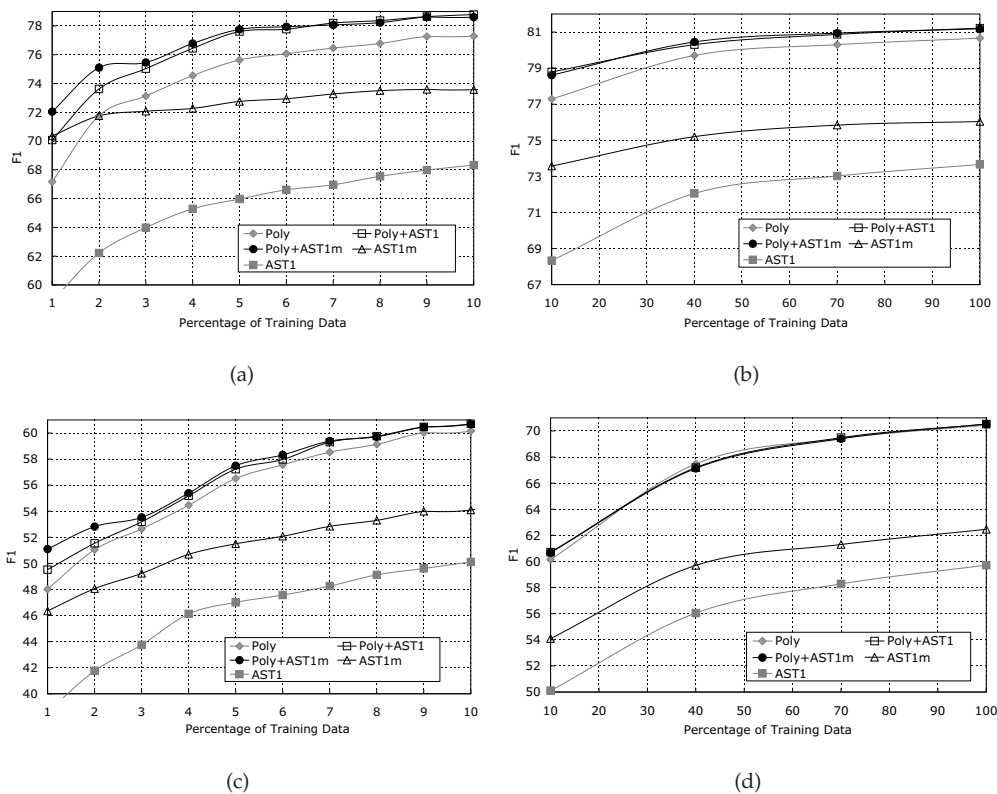 78
76
74
72
70
68
66
64
62
60
F1
Poly
Poly+AST1
Poly+AST1m
AST1m
AST1
1 2 3 4 5 6 7 8 9 10
Percentage of Training Data
(a)
81
79
77
75
73
71
69
67
F1
Poly
Poly+AST1
Poly+AST1m
AST1m
AST1
10 20 30 40 50 60 70 80 90 100
Percentage of Training Data
(b)
60
58
56
54
52
50
48
46
44
42
40
F1
Poly
Poly+AST1
Poly+AST1m
AST1m
AST1
1 2 3 4 5 6 7 8 9 10
Percentage of Training Data
(c)
70
68
66
64
62
60
58
56
54
52
50
F1
Poly
Poly+AST1
Poly+AST1m
AST1m
AST1
10 20 30 40 50 60 70 80 90 100
Percentage of Training Data
(d)